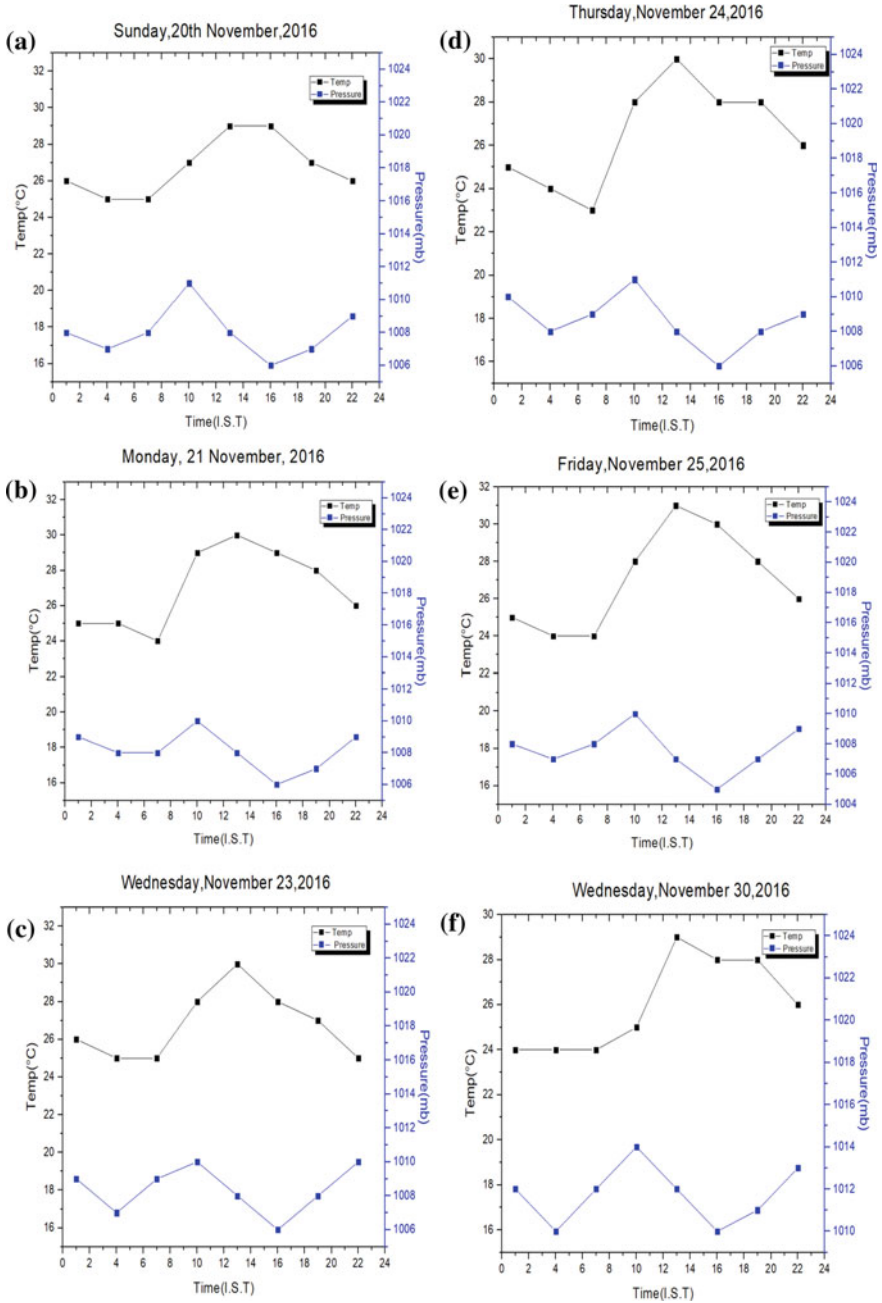 (a)
Sunday,20th November,2016
Temp
Pressure
32
30
28
26
24
22
20
18
16
Temp(°C)
1024
1022
1020
1018
1016
1014
1012
1010
1008
1006
Pressure(mb)
0 2 4 6 8 10 12 14 16 18 20 22 24
Time(I.S.T)
(b)
Monday, 21 November, 2016
Temp
Pressure
32
30
28
26
24
22
20
18
16
Temp(°C)
1024
1022
1020
1018
1016
1014
1012
1010
1008
1006
Pressure(mb)
0 2 4 6 8 10 12 14 16 18 20 22 24
Time(I.S.T)
(c)
Wednesday,November 23,2016
Temp
Pressure
32
30
28
26
24
22
20
18
16
Temp(°C)
1024
1022
1020
1018
1016
1014
1012
1010
1008
1006
Pressure(mb)
0 2 4 6 8 10 12 14 16 18 20 22 24
Time(I.S.T)
(d)
Thursday,November 24,2016
Temp
Pressure
30
28
26
24
22
20
18
16
Temp(°C)
1024
1022
1020
1018
1016
1014
1012
1010
1008
1006
Pressure(mb)
0 2 4 6 8 10 12 14 16 18 20 22 24
Time(I.S.T)
(e)
Friday,November 25,2016
Temp
Pressure
32
30
28
26
24
22
20
18
16
Temp(°C)
1024
1022
1020
1018
1016
1014
1012
1010
1008
1006
1004
Pressure(mb)
0 2 4 6 8 10 12 14 16 18 20 22 24
Time(I.S.T)
(f)
Wednesday,November 30,2016
Temp
Pressure
30
28
26
24
22
20
18
16
Temp(°C)
1024
1022
1020
1018
1016
1014
1012
1010
Pressure(mb)
0 2 4 6 8 10 12 14 16 18 20 22 24
Time(I.S.T)